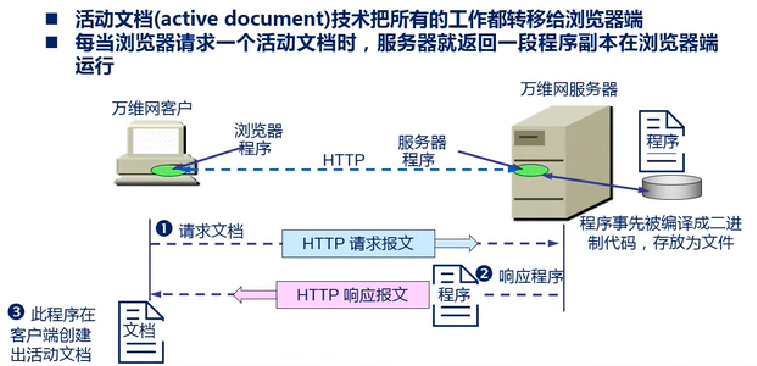 活动文档(active document)技术把所有的工作都转移给浏览器端
每当浏览器请求一个活动文档时，服务器就返回一段程序副本在浏览器端
运行
万维网客户
万维网服务器
浏览器
程序
服务器
程序
HTTP
程序
程序事先被编译成二进
制代码，存放为文件
1 请求文档
HTTP 请求报文
2 响应程序
HTTP 响应报文
程序
3 此程序在
客户端创建
出活动文档
文档